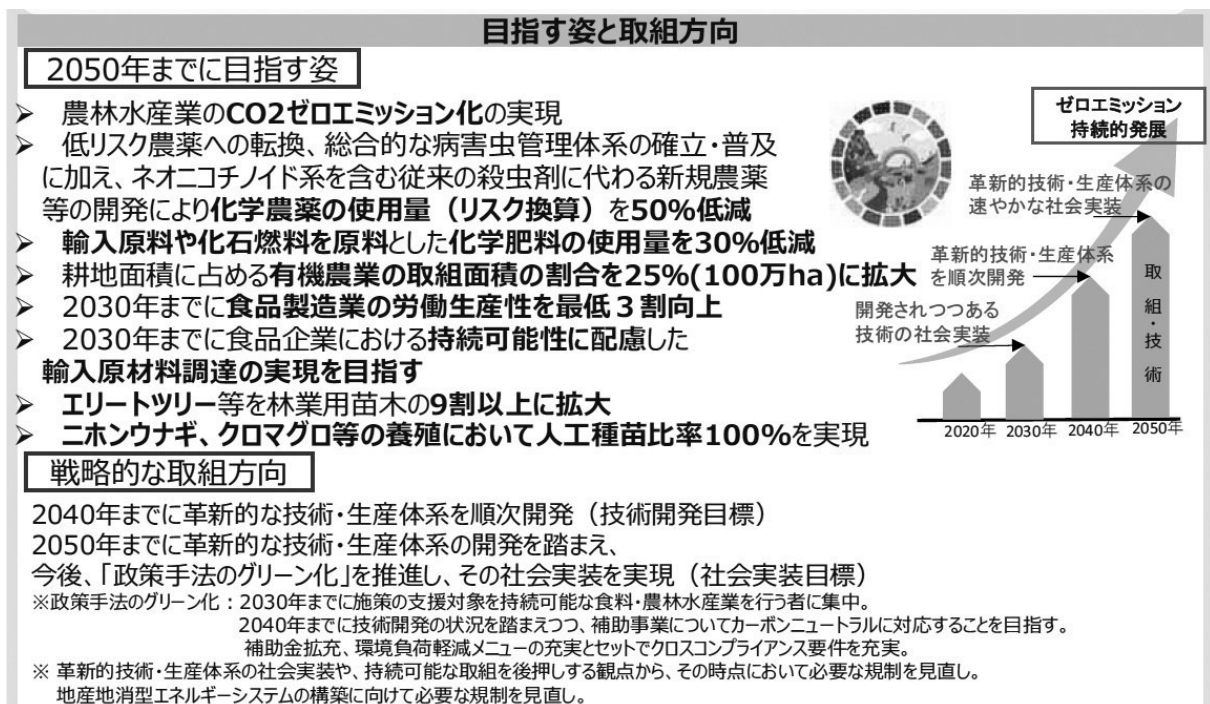 目指す姿と取組方向
2050年までに目指す姿
➢ 農林水産業のCO2ゼロエミッション化の実現
➢ 低リスク農薬への転換、総合的な病害虫管理体系の確立・普及
に加え、ネオニコチノイド系を含む従来の殺虫剤に代わる新規農薬
等の開発により化学農薬の使用量（リスク換算）を50%低減
➢ 輸入原料や化石燃料を原料とした化学肥料の使用量を30%低減
➢ 耕地面積に占める有機農業の取組面積の割合を25%(100万ha)に拡大
➢ 2030年までに食品製造業の労働生産性を最低３割向上
➢ 2030年までに食品企業における持続可能性に配慮した
輸入原材料調達の実現を目指す
➢ エリートツリー等を林業用苗木の9割以上に拡大
➢ ニホンウナギ、クロマグロ等の養殖において人工種苗比率100%を実現
ゼロエミッション
持続的発展
革新的技術・生産体系の
速やかな社会実装
革新的技術・生産体系
を順次開発
開発されつつある
技術の社会実装
取組・技術
2020年 2030年 2040年 2050年
戦略的な取組方向
2040年までに革新的な技術・生産体系を順次開発（技術開発目標）
2050年までに革新的な技術・生産体系の開発を踏まえ、
今後、「政策手法のグリーン化」を推進し、その社会実装を実現（社会実装目標）
※政策手法のグリーン化：2030年までに施策の支援対象を持続可能な食料・農林水産業を行う者に集中。
2040年までに技術開発の状況を踏まえつつ、補助事業についてカーボンニュートラルに対応することを目指す。
補助金拡充、環境負荷軽減メニューの充実とセットでクロスコンプライアンス要件を充実。
※ 革新的技術・生産体系の社会実装や、持続可能な取組を後押しする観点から、その時点において必要な規制を見直し。
地産地消型エネルギーシステムの構築に向けて必要な規制を見直し。